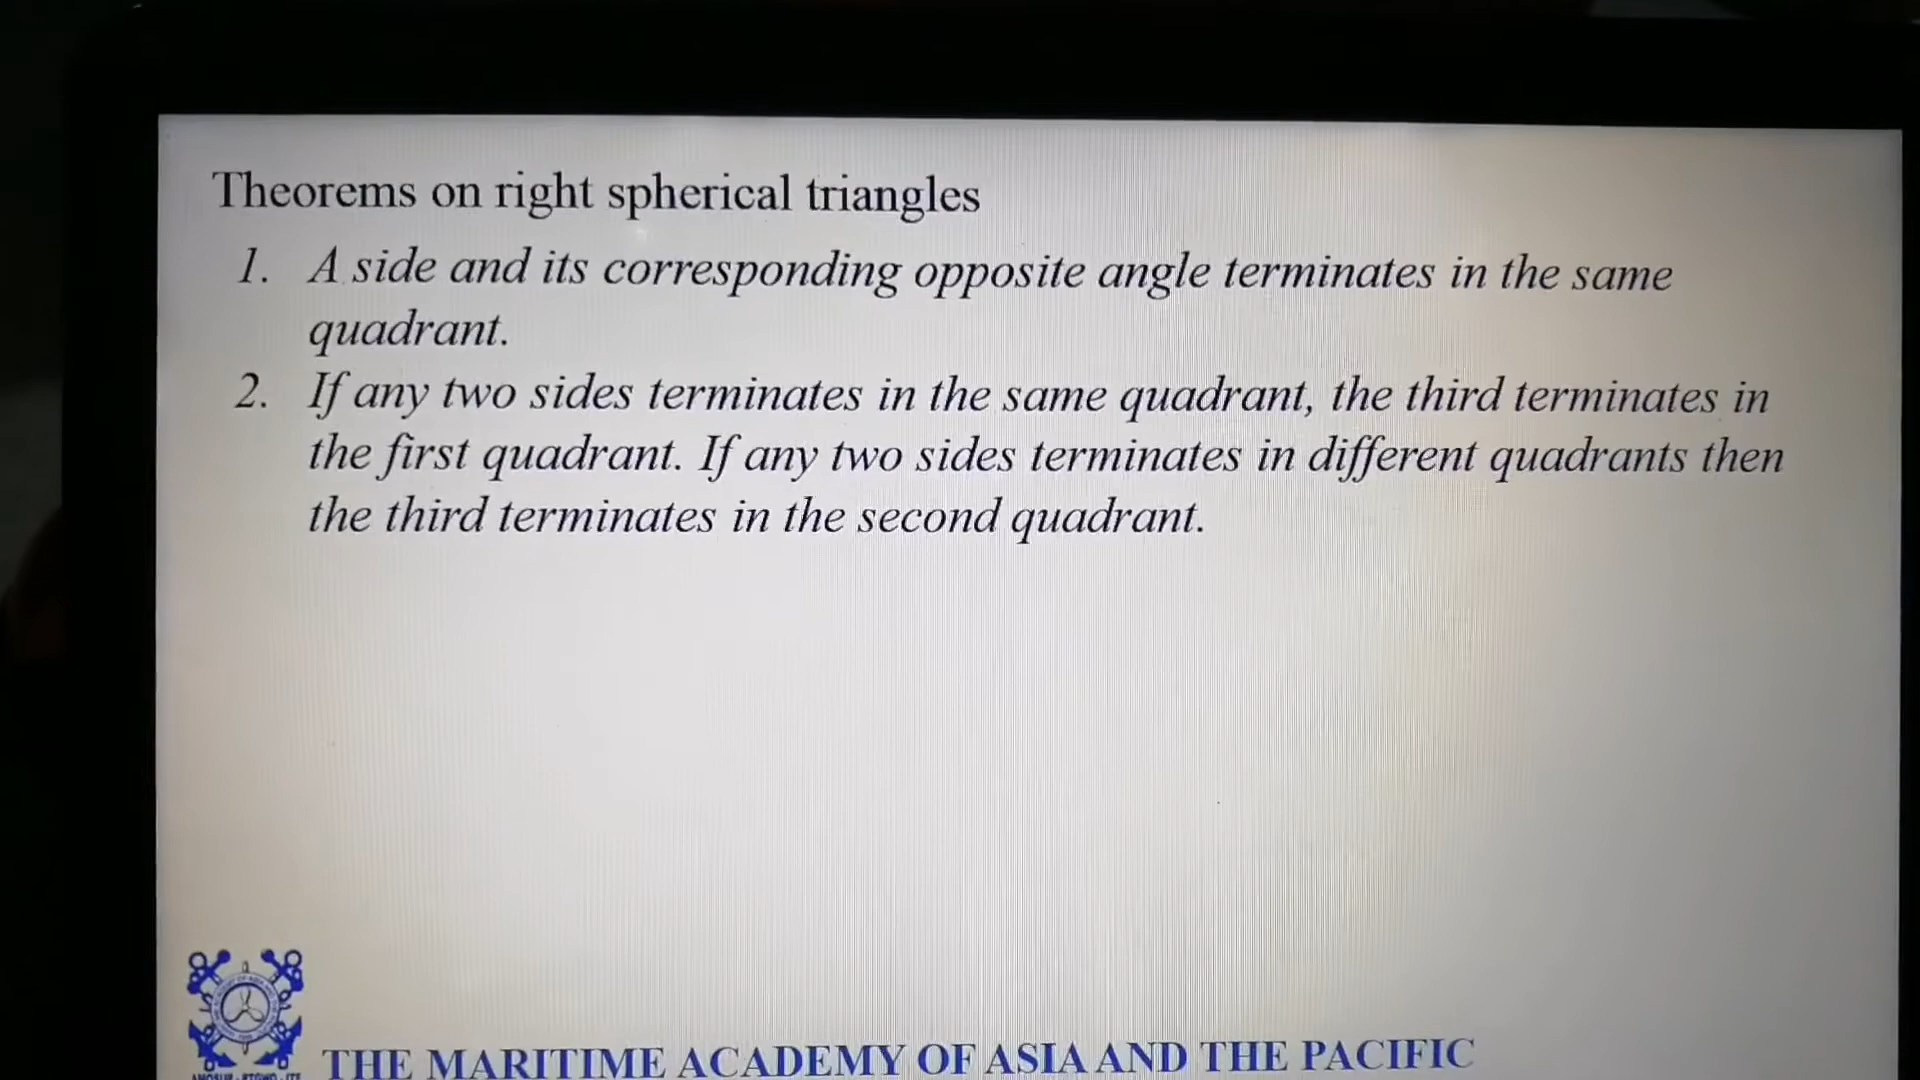 Theorems on right spherical triangles
1. A side and its corresponding opposite angle terminates in the same
quadrant.
2. If any two sides terminates in the same quadrant, the third terminates in
the first quadrant. If any two sides terminates in different quadrants then
the third terminates in the second quadrant.
THE MARITIME ACADEMY OF ASIA AND THE PACIFIC